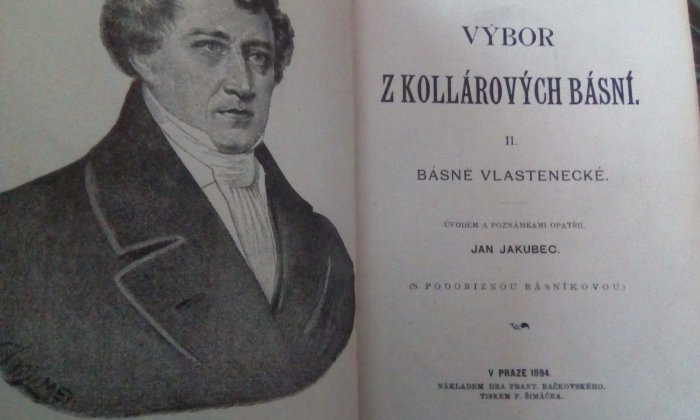 VÝBOR
Z KOLLÁROVÝCH BÁSNÍ.
II.
BÁSNĚ VLASTENECKÉ.
ÚVODEM A POZNÁMKAMI OPATŘIL
JAN JAKUBEC.
(S PODOBIZNOU BÁSNÍKOVOU.)
V PRAZE 1894.
NÁKLADEM DRA FRANT. BAČKOVSKÉHO.
TISKEM F. ŠIMÁČKA.